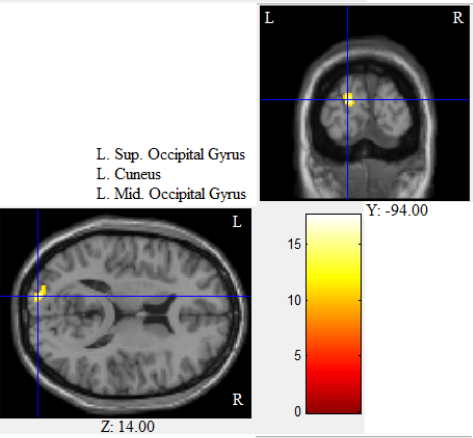 L R
L. Sup. Occipital Gyrus
L. Cuneus
L. Mid. Occipital Gyrus
Y: -94.00
L
R
15
10
5
0
Z: 14.00